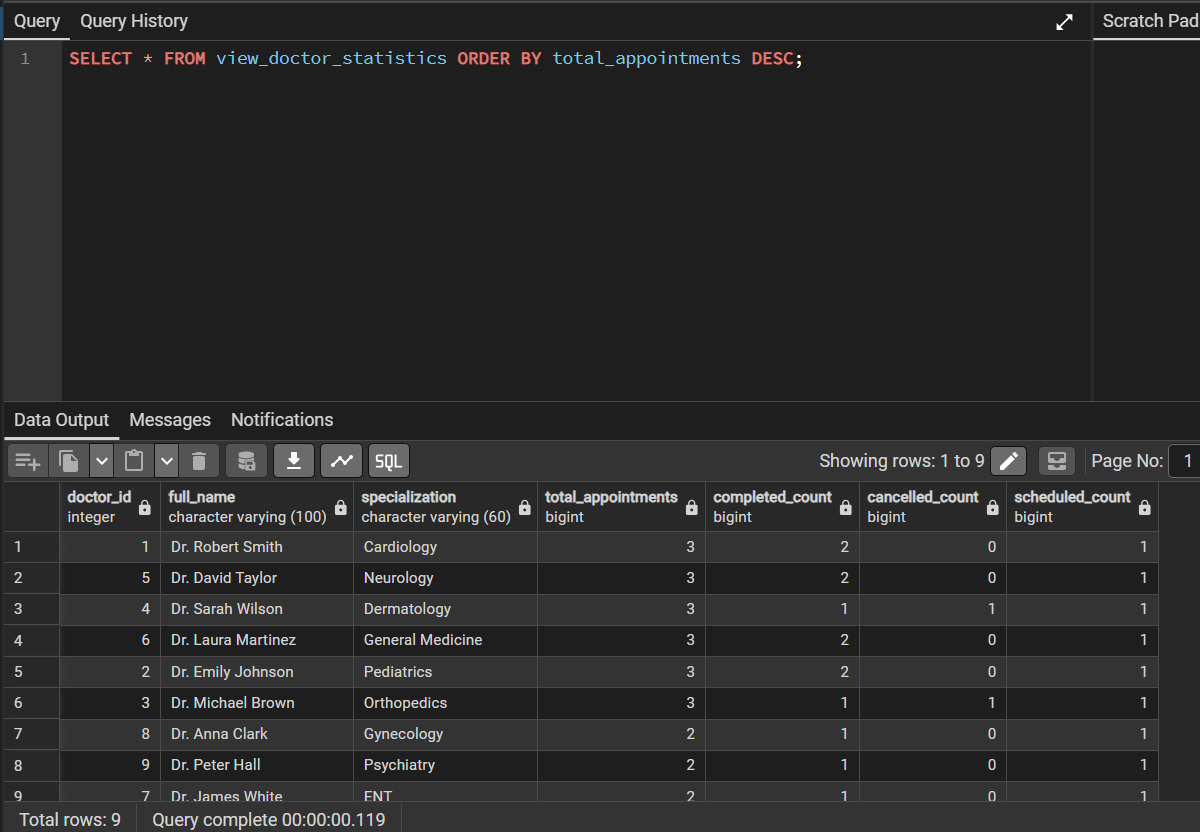 Query Query History Scratch Pad
1 SELECT * FROM view_doctor_statistics ORDER BY total_appointments DESC;
Data Output Messages Notifications
SQL Showing rows: 1 to 9 Page No: 1
doctor_id full_name specialization total_appointments completed_count cancelled_count scheduled_count
integer character varying (100) character varying (60) bigint bigint bigint bigint
1 1 Dr. Robert Smith Cardiology 3 2 0 1
2 5 Dr. David Taylor Neurology 3 2 0 1
3 4 Dr. Sarah Wilson Dermatology 3 1 1 1
4 6 Dr. Laura Martinez General Medicine 3 2 0 1
5 2 Dr. Emily Johnson Pediatrics 3 2 0 1
6 3 Dr. Michael Brown Orthopedics 3 1 1 1
7 8 Dr. Anna Clark Gynecology 2 1 0 1
8 9 Dr. Peter Hall Psychiatry 2 1 0 1
9 7 Dr. James White ENT 2 1 0 1
Total rows: 9 Query complete 00:00:00.119